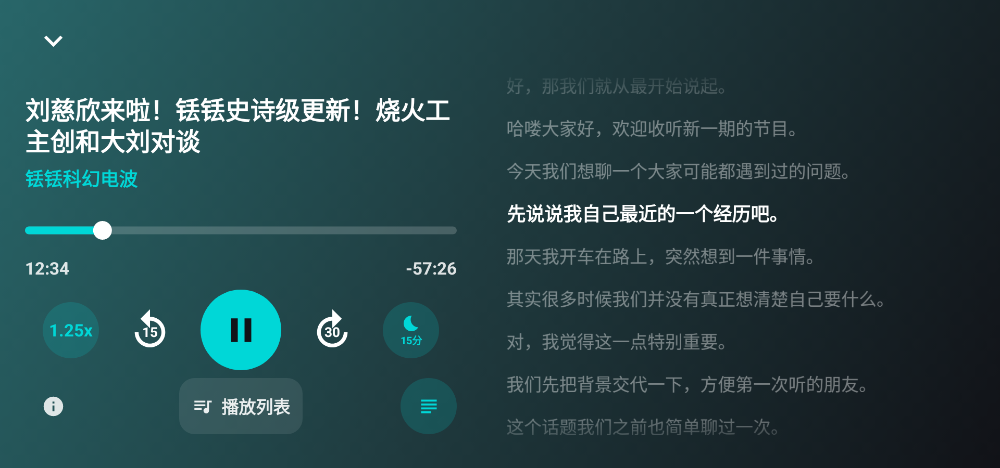 刘慈欣来啦！铥铥史诗级更新！烧火工
主创和大刘对谈
铥铥科幻电波
12:34
-57:26
1.25x
15
30
15分
播放列表
好，那我们就从最开始说起。
哈喽大家好，欢迎收听新一期的节目。
今天我们想聊一个大家可能都遇到过的问题。
先说说我自己最近的一个经历吧。
那天我开车在路上，突然想到一件事情。
其实很多时候我们并没有真正想清楚自己要什么。
对，我觉得这一点特别重要。
我们先把背景交代一下，方便第一次听的朋友。
这个话题我们之前也简单聊过一次。